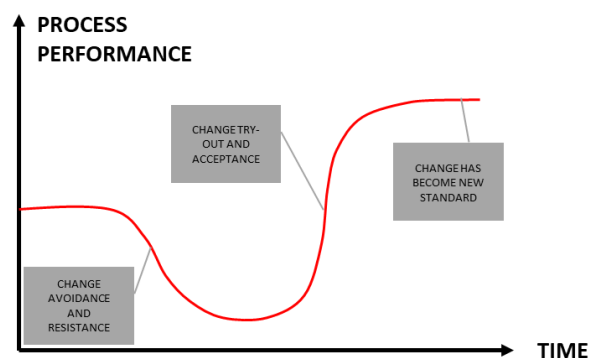 PROCESS
PERFORMANCE
CHANGE TRY-
OUT AND
ACCEPTANCE
CHANGE HAS
BECOME NEW
STANDARD
CHANGE
AVOIDANCE
AND
RESISTANCE
TIME